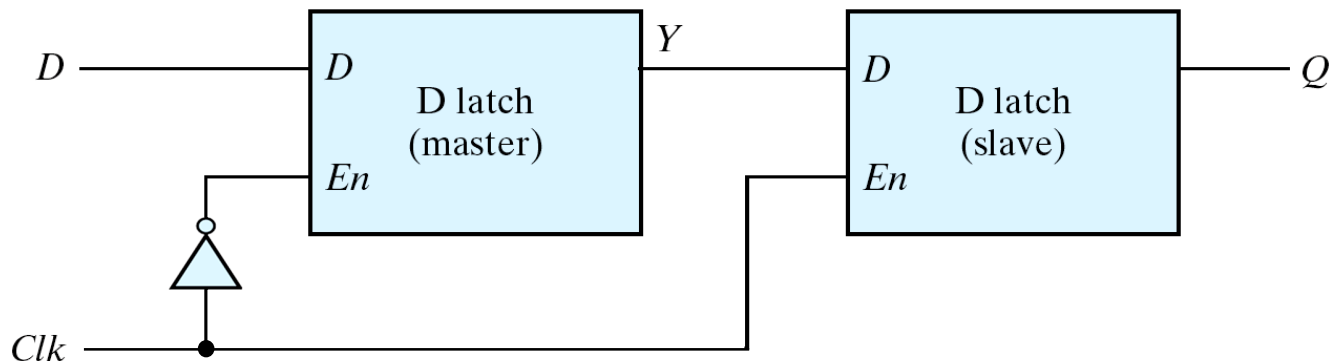 Y
D
D
D latch
(master)
En
D
D latch
(slave)
En
Q
Clk